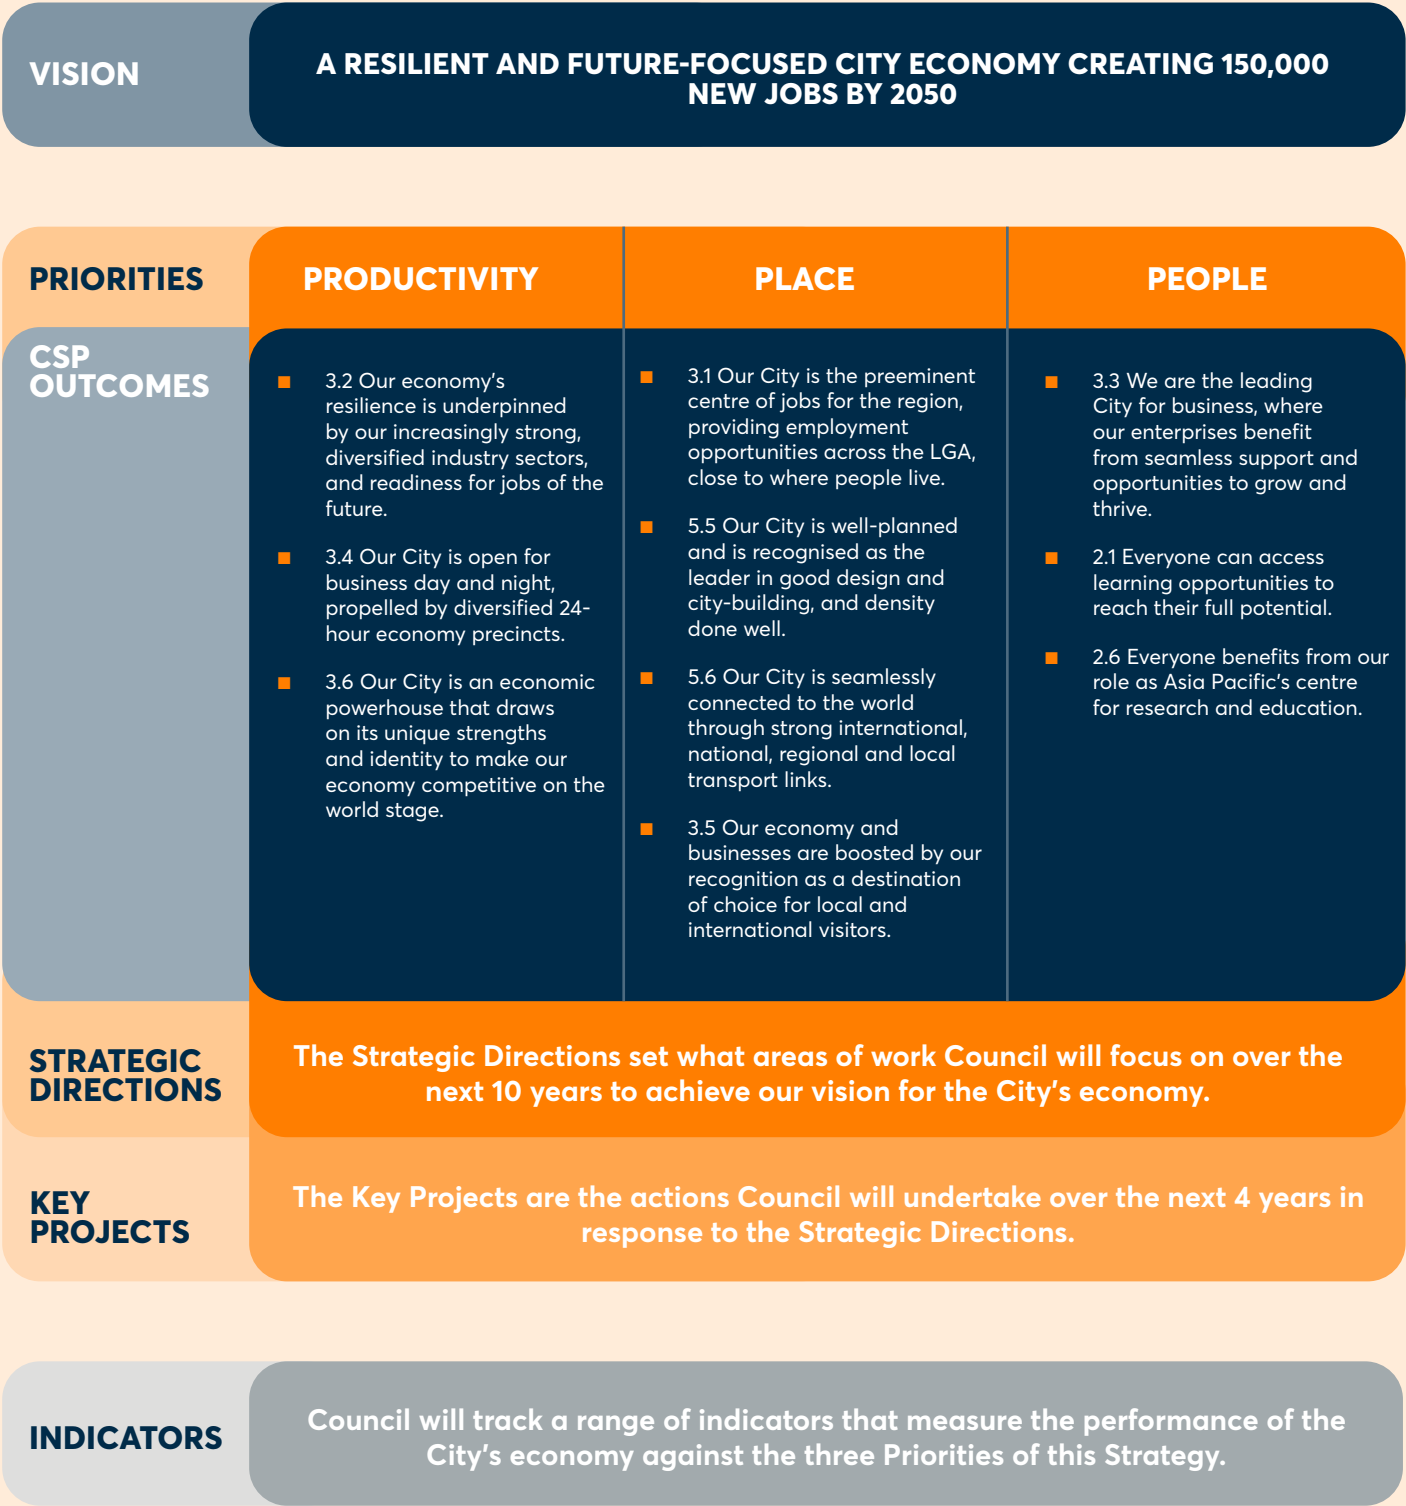 VISION
A RESILIENT AND FUTURE-FOCUSED CITY ECONOMY CREATING 150,000
NEW JOBS BY 2050
PRIORITIES
PRODUCTIVITY
PLACE
PEOPLE
CSP
OUTCOMES
3.2 Our economy's
resilience is underpinned
by our increasingly strong,
diversified industry sectors,
and readiness for jobs of the
future.
3.4 Our City is open for
business day and night,
propelled by diversified 24-
hour economy precincts.
3.6 Our City is an economic
powerhouse that draws
on its unique strengths
and identity to make our
economy competitive on the
world stage.
3.1 Our City is the preeminent
centre of jobs for the region,
providing employment
opportunities across the LGA,
close to where people live.
5.5 Our City is well-planned
and is recognised as the
leader in good design and
city-building, and density
done well.
5.6 Our City is seamlessly
connected to the world
through strong international,
national, regional and local
transport links.
3.5 Our economy and
businesses are boosted by our
recognition as a destination
of choice for local and
international visitors.
3.3 We are the leading
City for business, where
our enterprises benefit
from seamless support and
opportunities to grow and
thrive.
2.1 Everyone can access
learning opportunities to
reach their full potential.
2.6 Everyone benefits from our
role as Asia Pacific's centre
for research and education.
STRATEGIC
DIRECTIONS
The Strategic Directions set what areas of work Council will focus on over the
next 10 years to achieve our vision for the City's economy.
KEY
PROJECTS
The Key Projects are the actions Council will undertake over the next 4 years in
response to the Strategic Directions.
INDICATORS
Council will track a range of indicators that measure the performance of the
City's economy against the three Priorities of this Strategy.